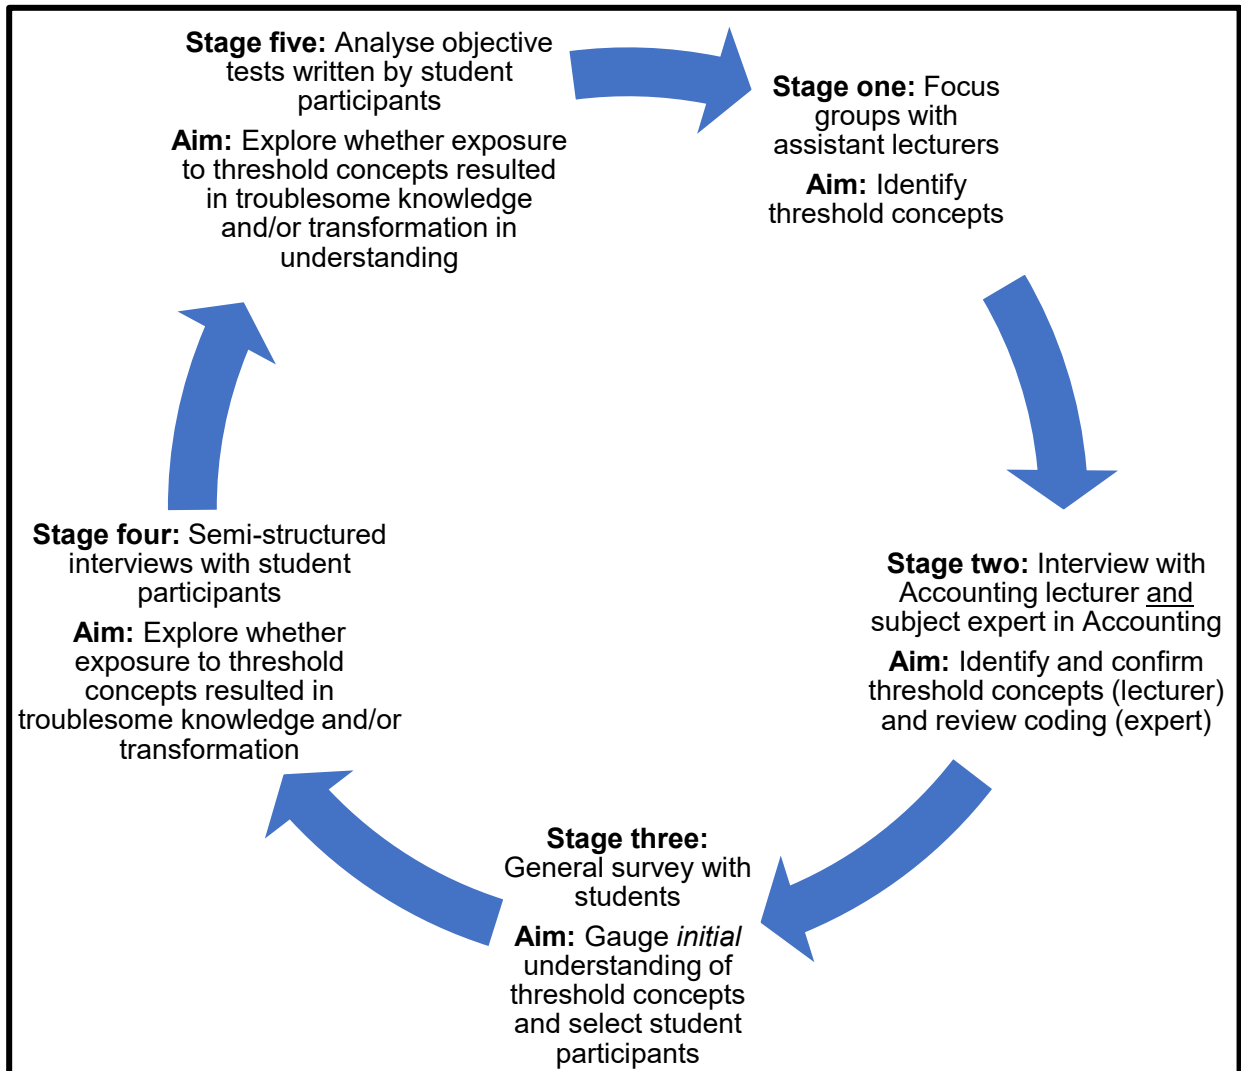 Stage five: Analyse objective
tests written by student
participants
Aim: Explore whether exposure
to threshold concepts resulted
in troublesome knowledge
and/or transformation in
understanding
Stage one: Focus
groups with
assistant lecturers
Aim: Identify
threshold concepts
Stage two: Interview with
Accounting lecturer and
subject expert in Accounting
Aim: Identify and confirm
threshold concepts (lecturer)
and review coding (expert)
Stage three:
General survey with
students
Aim: Gauge initial
understanding of
threshold concepts
and select student
participants
Stage four: Semi-structured
interviews with student
participants
Aim: Explore whether
exposure to threshold
concepts resulted in
troublesome knowledge and/or
transformation